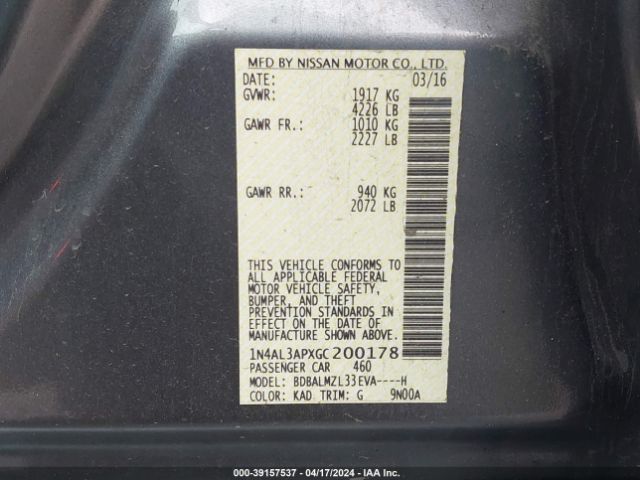 MFD BY NISSAN MOTOR CO., LTD.
DATE: 03/16
GVWR: 1917 KG
4226 LB
GAWR FR.: 1010 KG
2227 LB
GAWR RR.: 940 KG
2072 LB
THIS VEHICLE CONFORMS TO
ALL APPLICABLE FEDERAL
MOTOR VEHICLE SAFETY,
BUMPER, AND THEFT
PREVENTION STANDARDS IN
EFFECT ON THE DATE OF
MANUFACTURE SHOWN ABOVE.
1N4AL3APXGC200178
PASSENGER CAR 460
MODEL: BDBALMZL33EVA----H
COLOR: KAD TRIM: G 9N00A
000-39157537 - 04/17/2024 - IAA Inc.